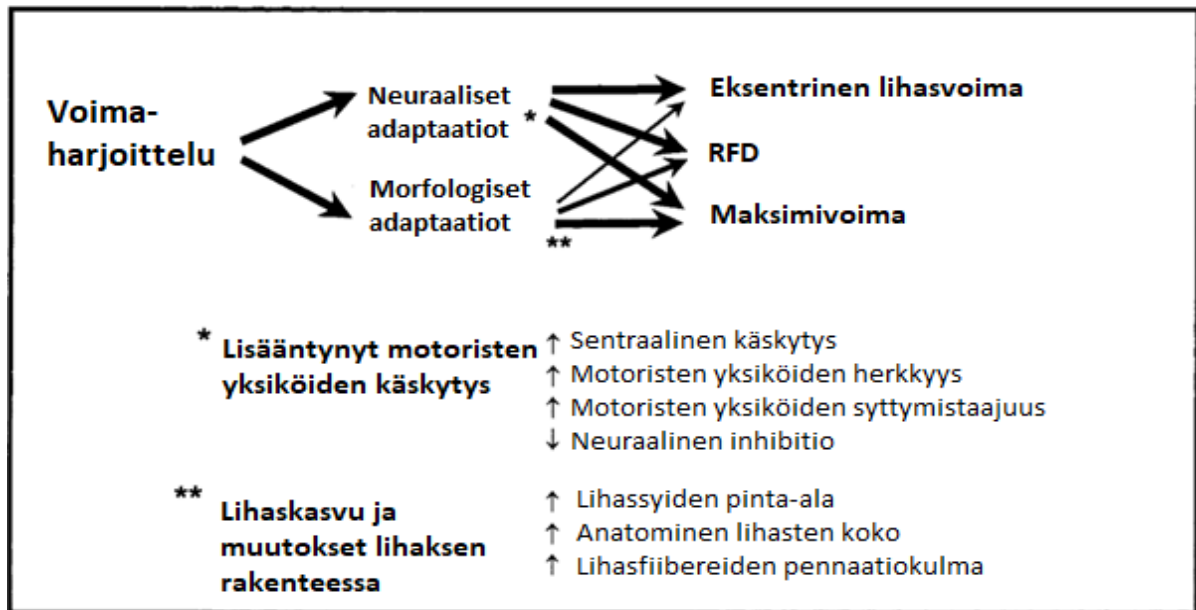 Voima-
harjoittelu
Neuraaliset
adaptaatiot *
Morfologiset
adaptaatiot
**
Eksentrinen lihasvoima
RFD
Maksimivoima
* Lisääntynyt motoristen
yksiköiden käskytys
↑ Sentraalinen käskytys
↑ Motoristen yksiköiden herkkyys
↑ Motoristen yksiköiden syttymistaajuus
↓ Neuraalinen inhibitio
** Lihaskasvu ja
muutokset lihaksen
rakenteessa
↑ Lihassyiden pinta-ala
↑ Anatominen lihasten koko
↑ Lihasfiibereiden pennaatiokulma